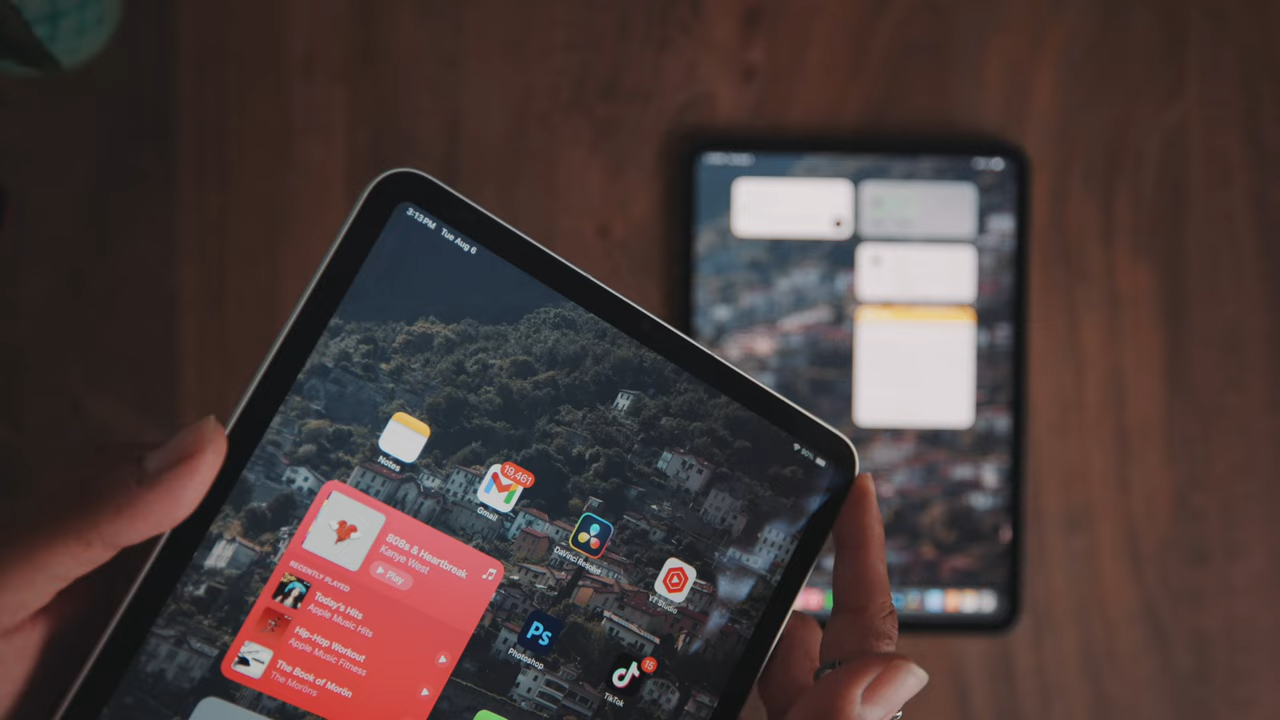 3:13 PM Tue Aug 6
90%
Notes
19,461
Gmail
DaVinci Resolve
YT Studio
808s & Heartbreak
Kanye West
Play
RECENTLY PLAYED
Today's Hits
Apple Music Hits
Hip-Hop Workout
Apple Music Fitness
The Book of Morön
The Moröns
Ps
Photoshop
15
TikTok